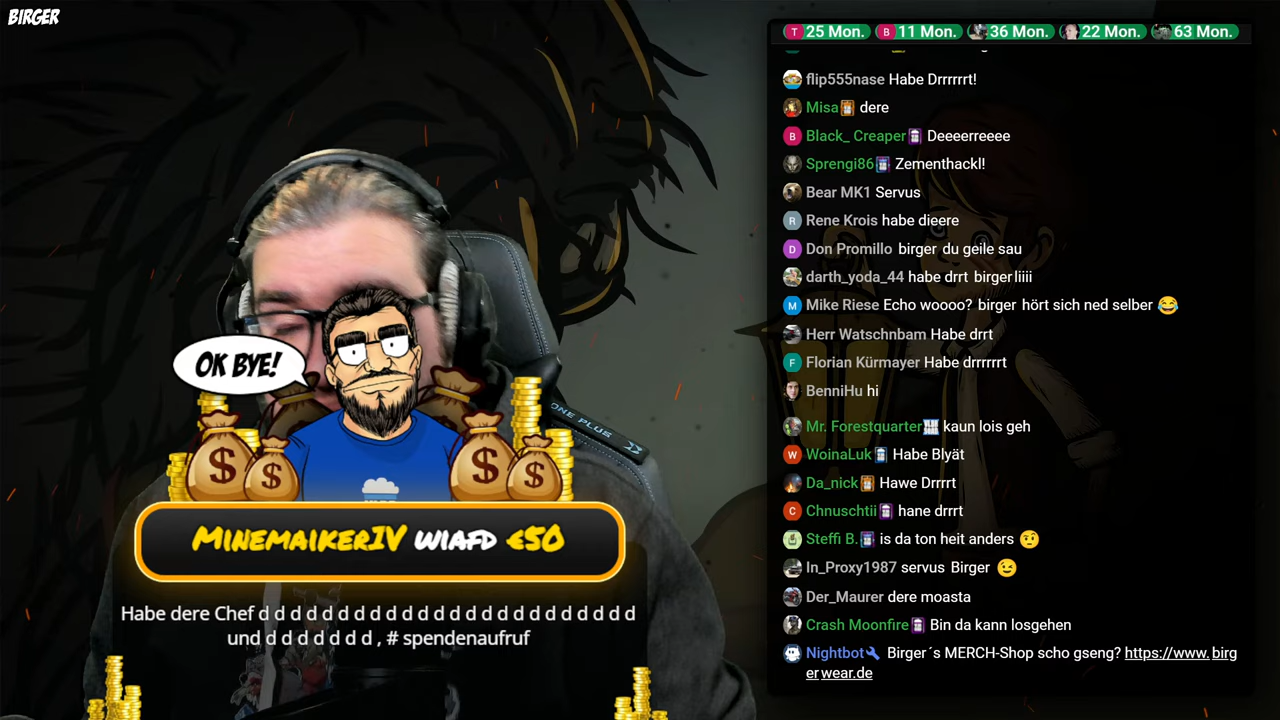 BIRGER
T 25 Mon. B 11 Mon. 36 Mon. 22 Mon. 63 Mon.
flip555nase Habe Drrrrrt!
Misa dere
B Black_ Creaper Deeeerreeee
Sprengi86 Zementhackl!
Bear MK1 Servus
R Rene Krois habe dieere
D Don Promillo birger du geile sau
darth_yoda_44 habe drrt birger liiii
M Mike Riese Echo woooo? birger hört sich ned selber 😂
Herr Watschnbam Habe drrt
F Florian Kürmayer Habe drrrrrrt
BenniHu hi
Mr. Forestquarter kaun lois geh
W WoinaLuk Habe Blyät
Da_nick Hawe Drrrrt
C Chnuschtii hane drrrt
Steffi B. is da ton heit anders 🤨
In_Proxy1987 servus Birger 😉
Der_Maurer dere moasta
Crash Moonfire Bin da kann losgehen
Nightbot Birger´s MERCH-Shop scho gseng? https://www.birg
erwear.de
OK BYE!
ONE PLUS
$ $ $ $
MinemaikerIV wiafd €50
Habe dere Chef d d d d d d d d d d d d d d d d d d d d d d d d
und d d d d d d d , # spendenaufruf